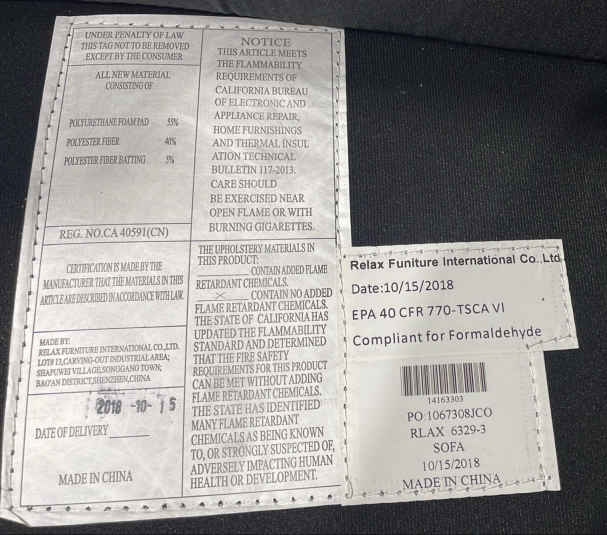 UNDER PENALTY OF LAW
THIS TAG NOT TO BE REMOVED
EXCEPT BY THE CONSUMER
ALL NEW MATERIAL
CONSISTING OF
POLYURETHANE FOAM PAD 55%
POLYESTER FIBER 40%
POLYESTER FIBER BATTING 5%
REG. NO.CA 40591(CN)
CERTIFICATION IS MADE BY THE
MANUFACTURER THAT THE MATERIALS IN THIS
ARTICLE ARE DESCRIBED IN ACCORDANCE WITH LAW.
MADE BY:
RELAX FURNITURE INTERNATIONAL CO.,LTD.
LOTS 13,CARVING-OUT INDUSTRIAL AREA;
SHAPUWEI VILLAGE,SONGGANG TOWN;
BAOAN DISTRICT,SHENZHEN,CHINA
2018 -10- 15
DATE OF DELIVERY
MADE IN CHINA
NOTICE
THIS ARTICLE MEETS
THE FLAMMABILITY
REQUIREMENTS OF
CALIFORNIA BUREAU
OF ELECTRONIC AND
APPLIANCE REPAIR,
HOME FURNISHINGS
AND THERMAL INSUL
ATION TECHNICAL
BULLETIN 117-2013.
CARE SHOULD
BE EXERCISED NEAR
OPEN FLAME OR WITH
BURNING GIGARETTES.
THE UPHOLSTERY MATERIALS IN
THIS PRODUCT:
CONTAIN ADDED FLAME
RETARDANT CHEMICALS.
X CONTAIN NO ADDED
FLAME RETARDANT CHEMICALS.
THE STATE OF CALIFORNIA HAS
UPDATED THE FLAMMABILITY
STANDARD AND DETERMINED
THAT THE FIRE SAFETY
REQUIREMENTS FOR THIS PRODUCT
CAN BE MET WITHOUT ADDING
FLAME RETARDANT CHEMICALS.
THE STATE HAS IDENTIFIED
MANY FLAME RETARDANT
CHEMICALS AS BEING KNOWN
TO, OR STRONGLY SUSPECTED OF,
ADVERSELY IMPACTING HUMAN
HEALTH OR DEVELOPMENT.
Relax Funiture International Co.,Ltd
Date:10/15/2018
EPA 40 CFR 770-TSCA VI
Compliant for Formaldehyde
14163303
PO:1067308JCO
RLAX 6329-3
SOFA
10/15/2018
MADE IN CHINA